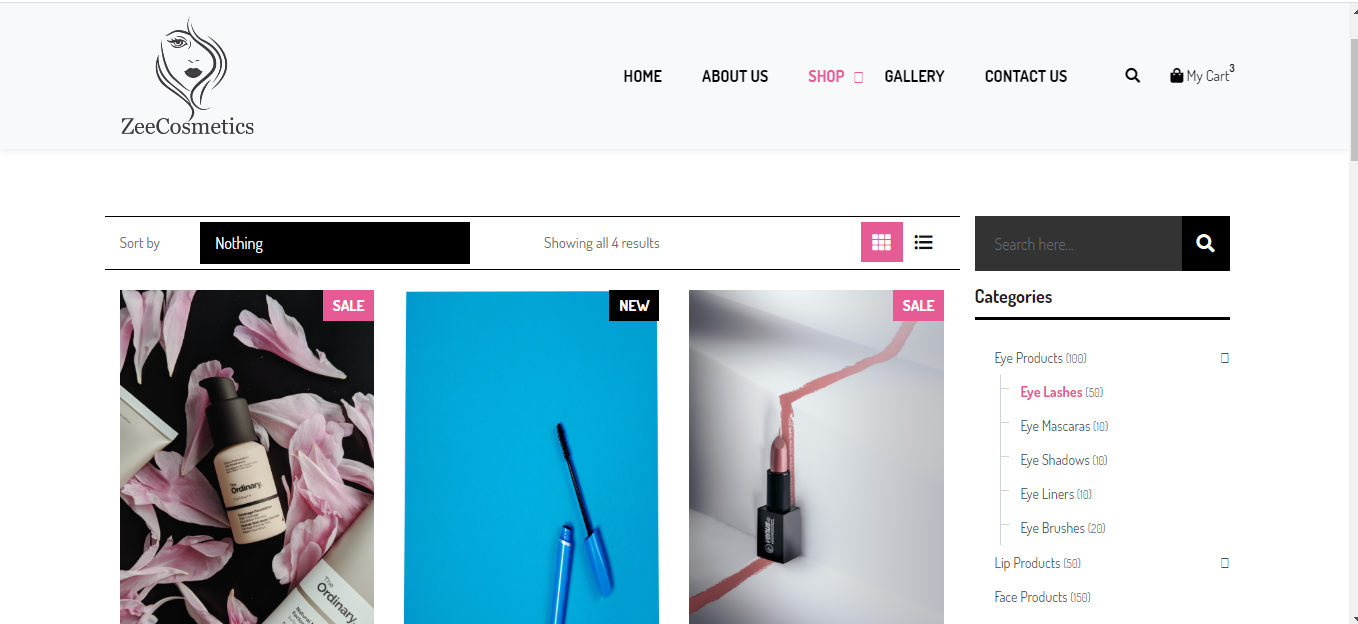 ZeeCosmetics
HOME ABOUT US SHOP GALLERY CONTACT US My Cart 3
Sort by Nothing Showing all 4 results
Search here...
SALE
NEW
SALE
The
Ordinary.
The
Ordinary.
Categories
Eye Products (100)
Eye Lashes (50)
Eye Mascaras (10)
Eye Shadows (10)
Eye Liners (10)
Eye Brushes (20)
Lip Products (50)
Face Products (150)